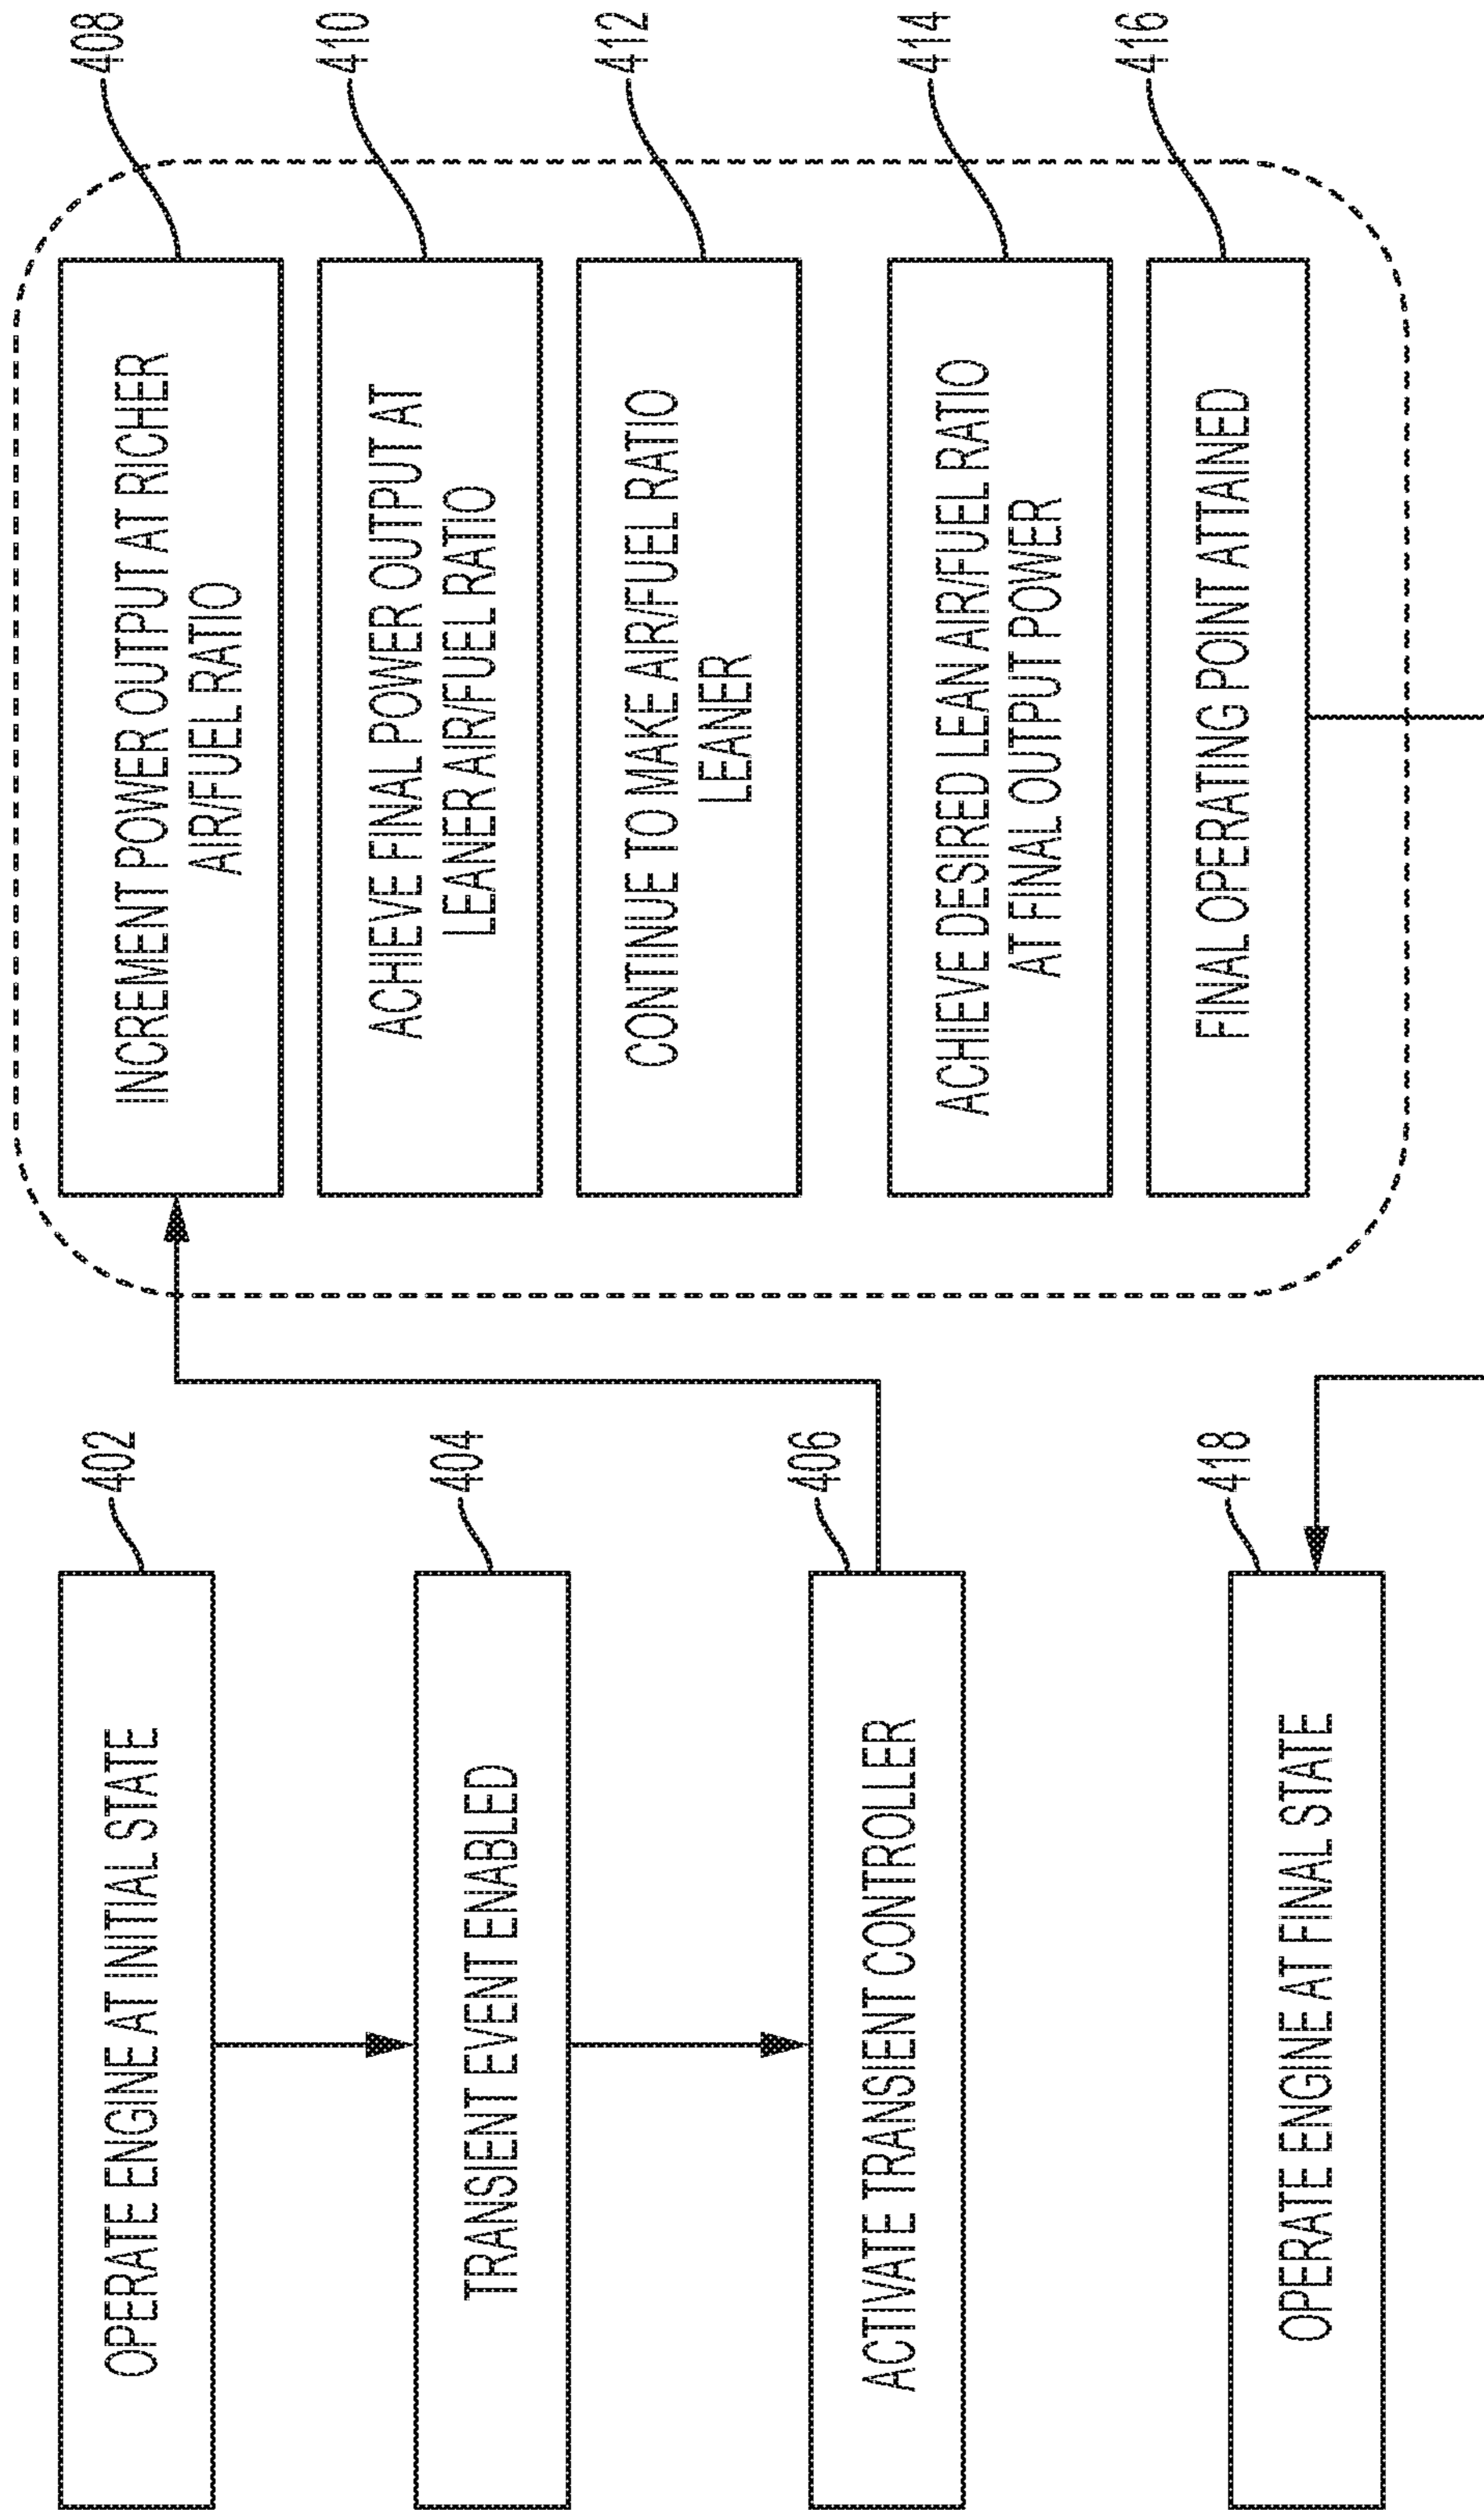 402
OPERATE ENGINE AT INITIAL STATE
404
TRANSIENT EVENT ENABLED
406
ACTIVATE TRANSIENT CONTROLLER
408
INCREMENT POWER OUTPUT AT RICHER
AIR/FUEL RATIO
410
ACHIEVE FINAL POWER OUTPUT AT
LEANER AIR/FUEL RATIO
412
CONTINUE TO MAKE AIR/FUEL RATIO
LEANER
414
ACHIEVE DESIRED LEAN AIR/FUEL RATIO
AT FINAL OUTPUT POWER
416
FINAL OPERATING POINT ATTAINED
418
OPERATE ENGINE AT FINAL STATE